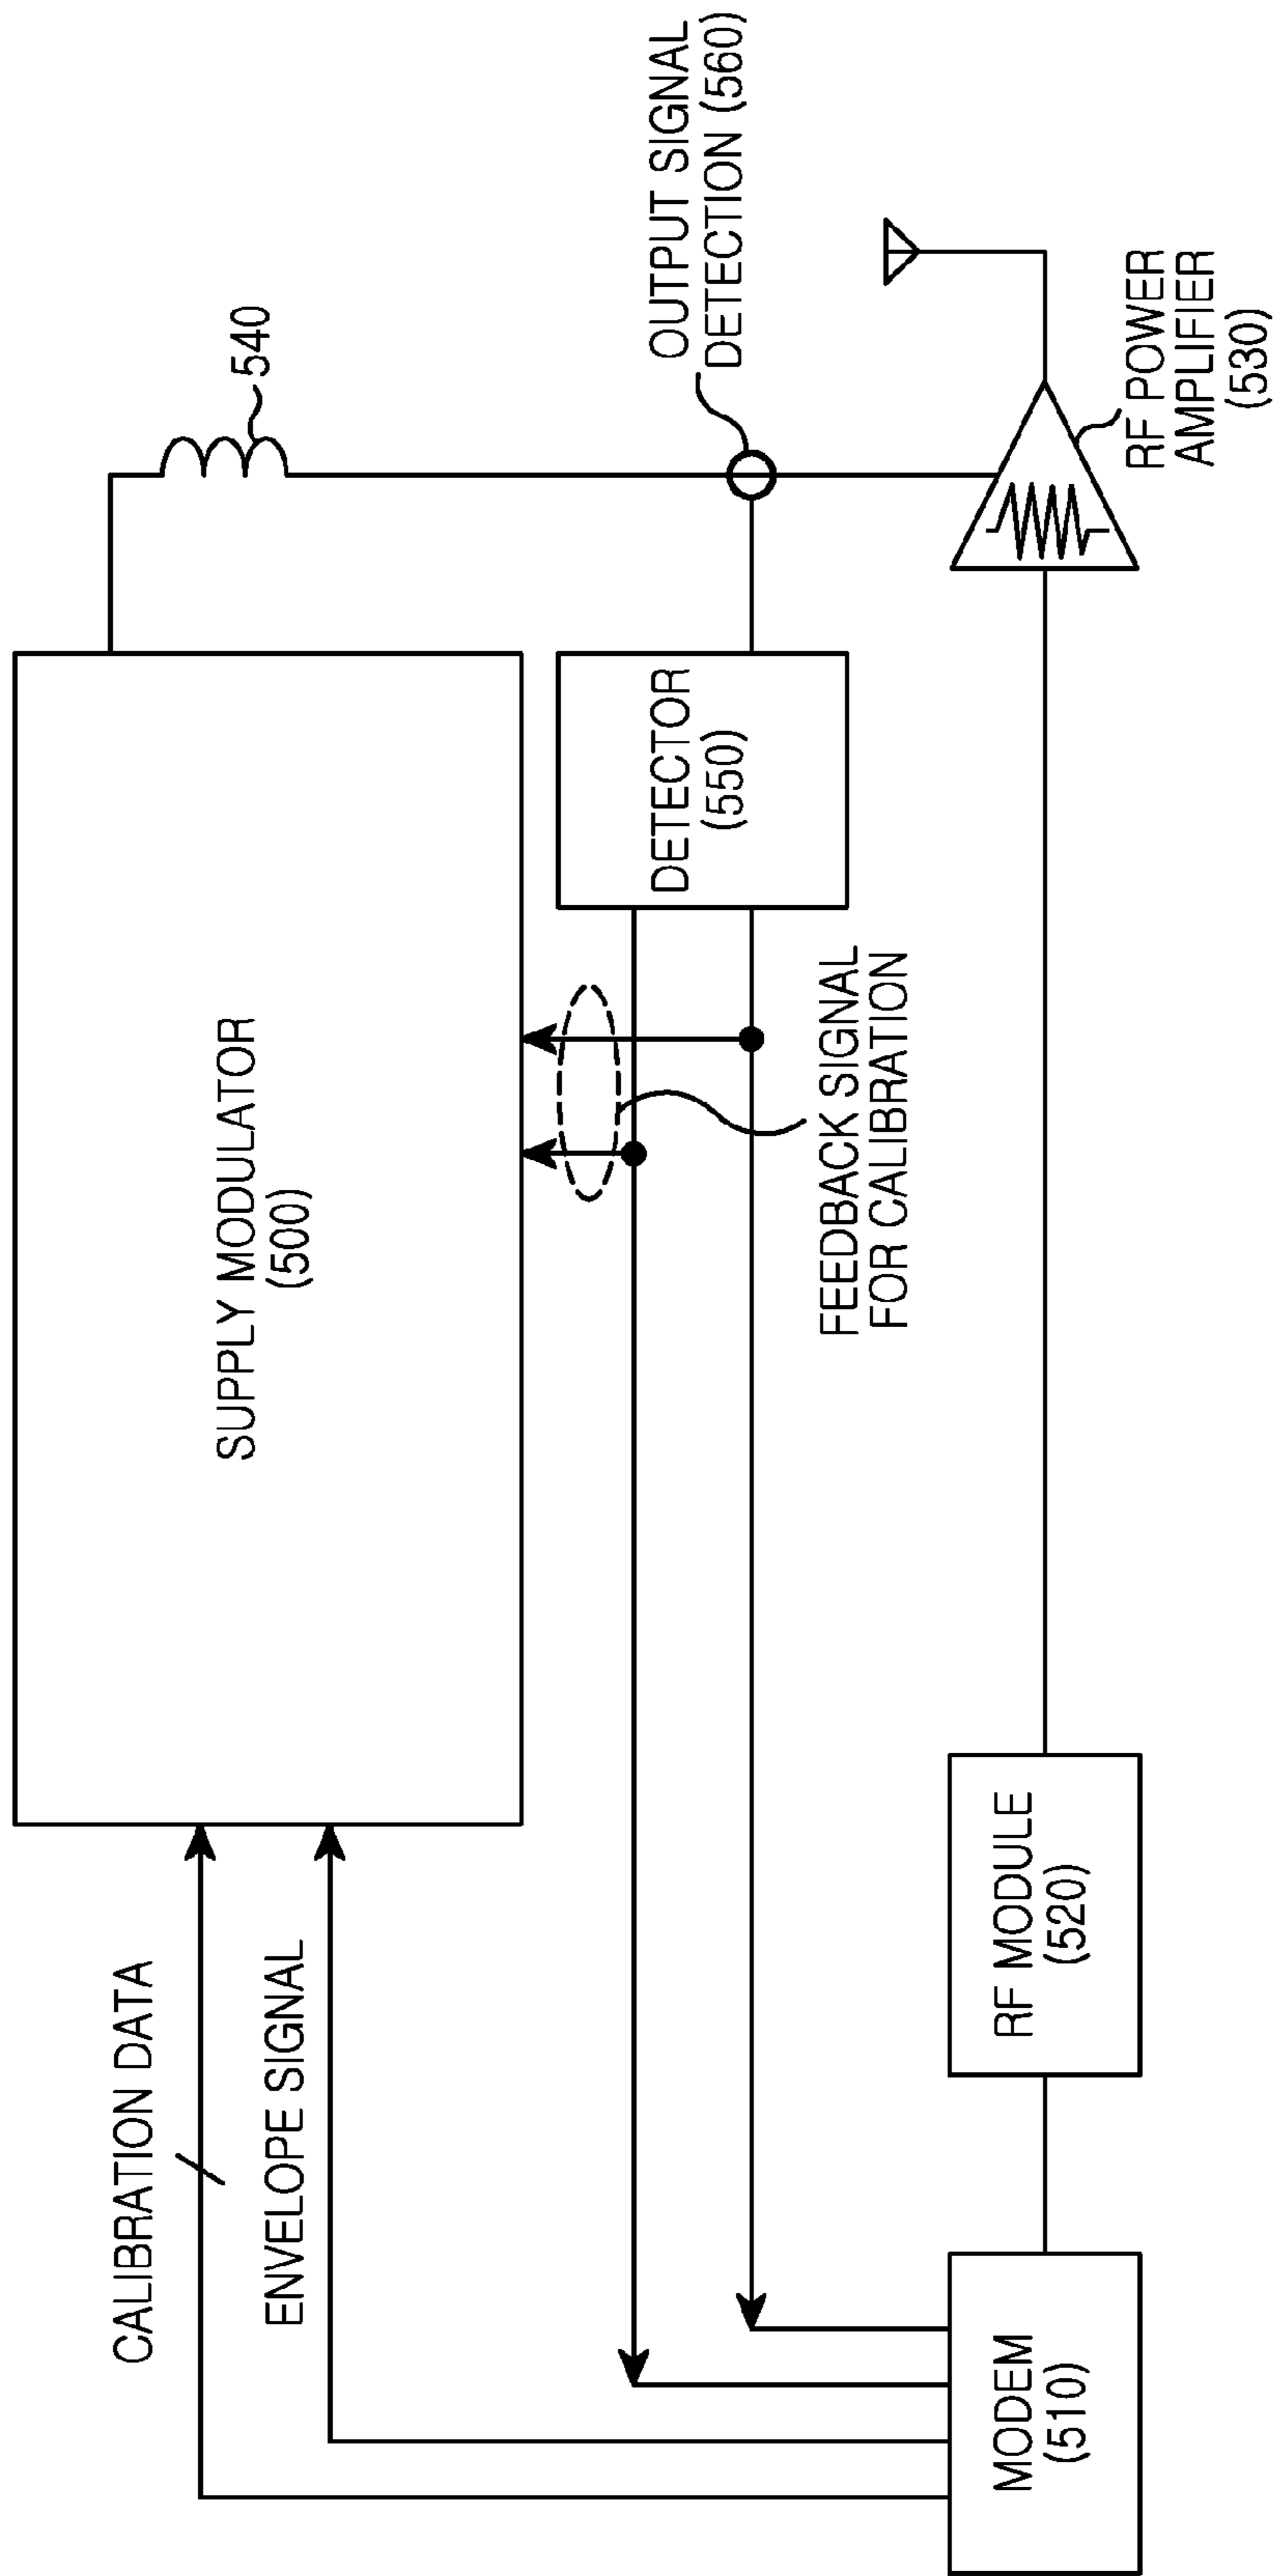 CALIBRATION DATA
ENVELOPE SIGNAL
SUPPLY MODULATOR
(500)
540
OUTPUT SIGNAL
DETECTION (560)
DETECTOR
(550)
FEEDBACK SIGNAL
FOR CALIBRATION
MODEM
(510)
RF MODULE
(520)
RF POWER
AMPLIFIER
(530)